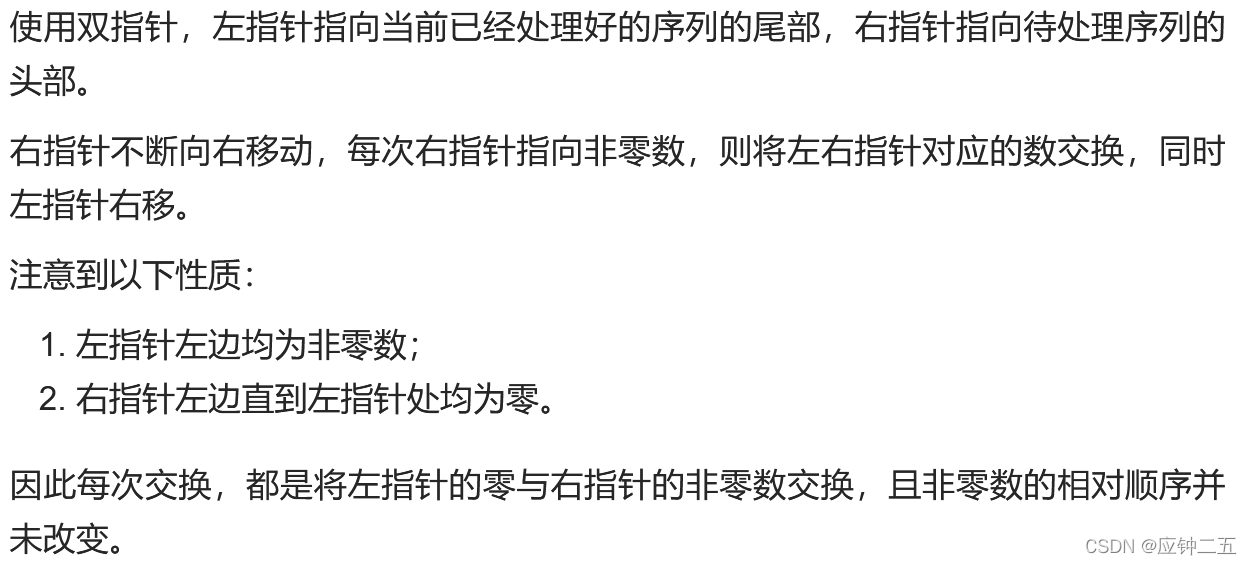 使用双指针，左指针指向当前已经处理好的序列的尾部，右指针指向待处理序列的
头部。
右指针不断向右移动，每次右指针指向非零数，则将左右指针对应的数交换，同时
左指针右移。
注意到以下性质：
1. 左指针左边均为非零数；
2. 右指针左边直到左指针处均为零。
因此每次交换，都是将左指针的零与右指针的非零数交换，且非零数的相对顺序并
未改变。
CSDN @应钟二五